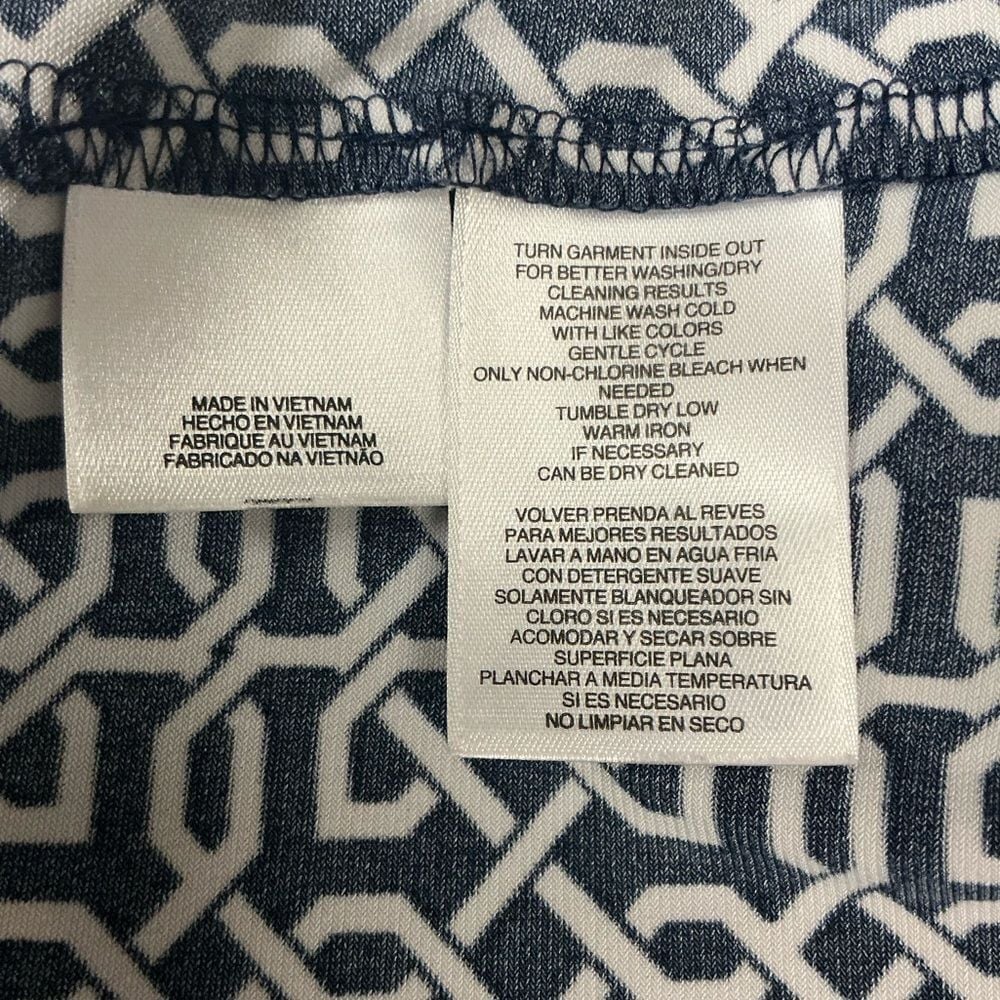 MADE IN VIETNAM
HECHO EN VIETNAM
FABRIQUE AU VIETNAM
FABRICADO NA VIETNÃO
TURN GARMENT INSIDE OUT
FOR BETTER WASHING/DRY
CLEANING RESULTS
MACHINE WASH COLD
WITH LIKE COLORS
GENTLE CYCLE
ONLY NON-CHLORINE BLEACH WHEN
NEEDED
TUMBLE DRY LOW
WARM IRON
IF NECESSARY
CAN BE DRY CLEANED
VOLVER PRENDA AL REVES
PARA MEJORES RESULTADOS
LAVAR A MANO EN AGUA FRIA
CON DETERGENTE SUAVE
SOLAMENTE BLANQUEADOR SIN
CLORO SI ES NECESARIO
ACOMODAR Y SECAR SOBRE
SUPERFICIE PLANA
PLANCHAR A MEDIA TEMPERATURA
SI ES NECESARIO
NO LIMPIAR EN SECO